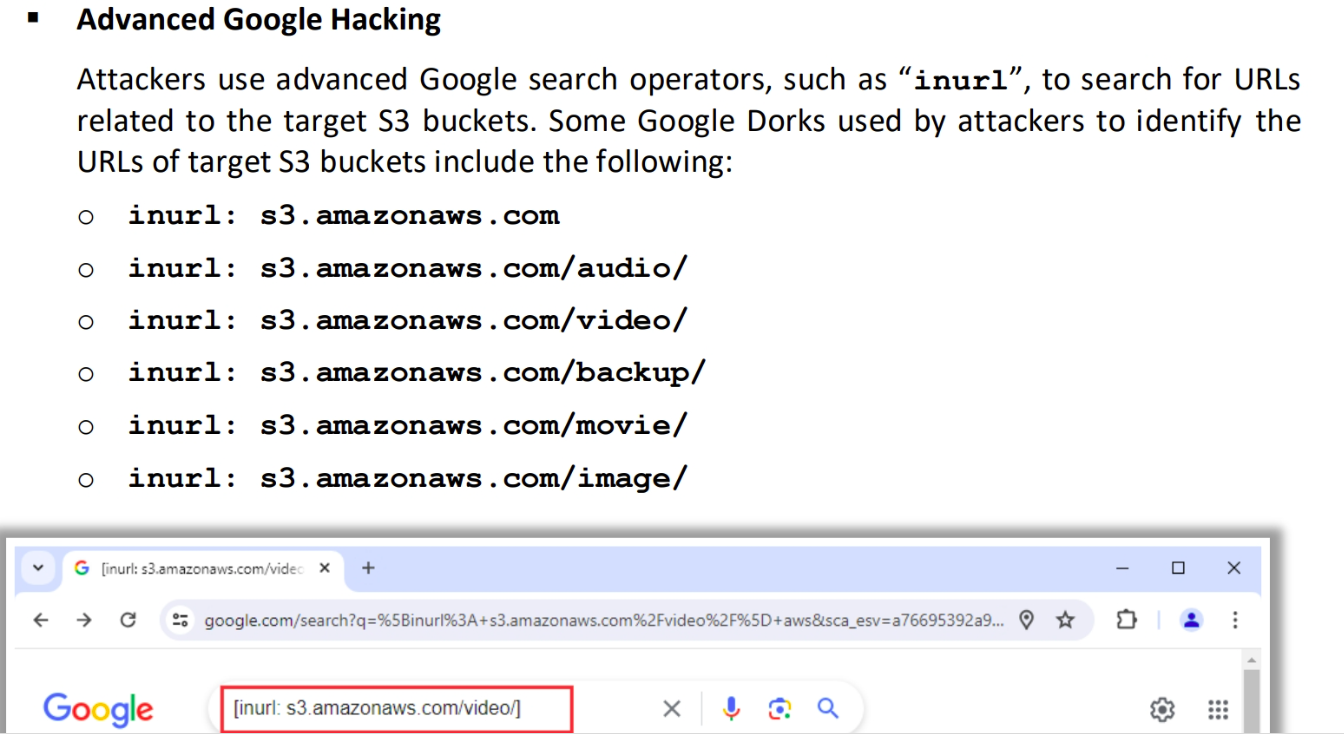 ▪ Advanced Google Hacking
Attackers use advanced Google search operators, such as “inurl”, to search for URLs
related to the target S3 buckets. Some Google Dorks used by attackers to identify the
URLs of target S3 buckets include the following:
o inurl: s3.amazonaws.com
o inurl: s3.amazonaws.com/audio/
o inurl: s3.amazonaws.com/video/
o inurl: s3.amazonaws.com/backup/
o inurl: s3.amazonaws.com/movie/
o inurl: s3.amazonaws.com/image/
[inurl: s3.amazonaws.com/videc
google.com/search?q=%5Binurl%3A+s3.amazonaws.com%2Fvideo%2F%5D+aws&sca_esv=a76695392a9...
Google [inurl: s3.amazonaws.com/video/]